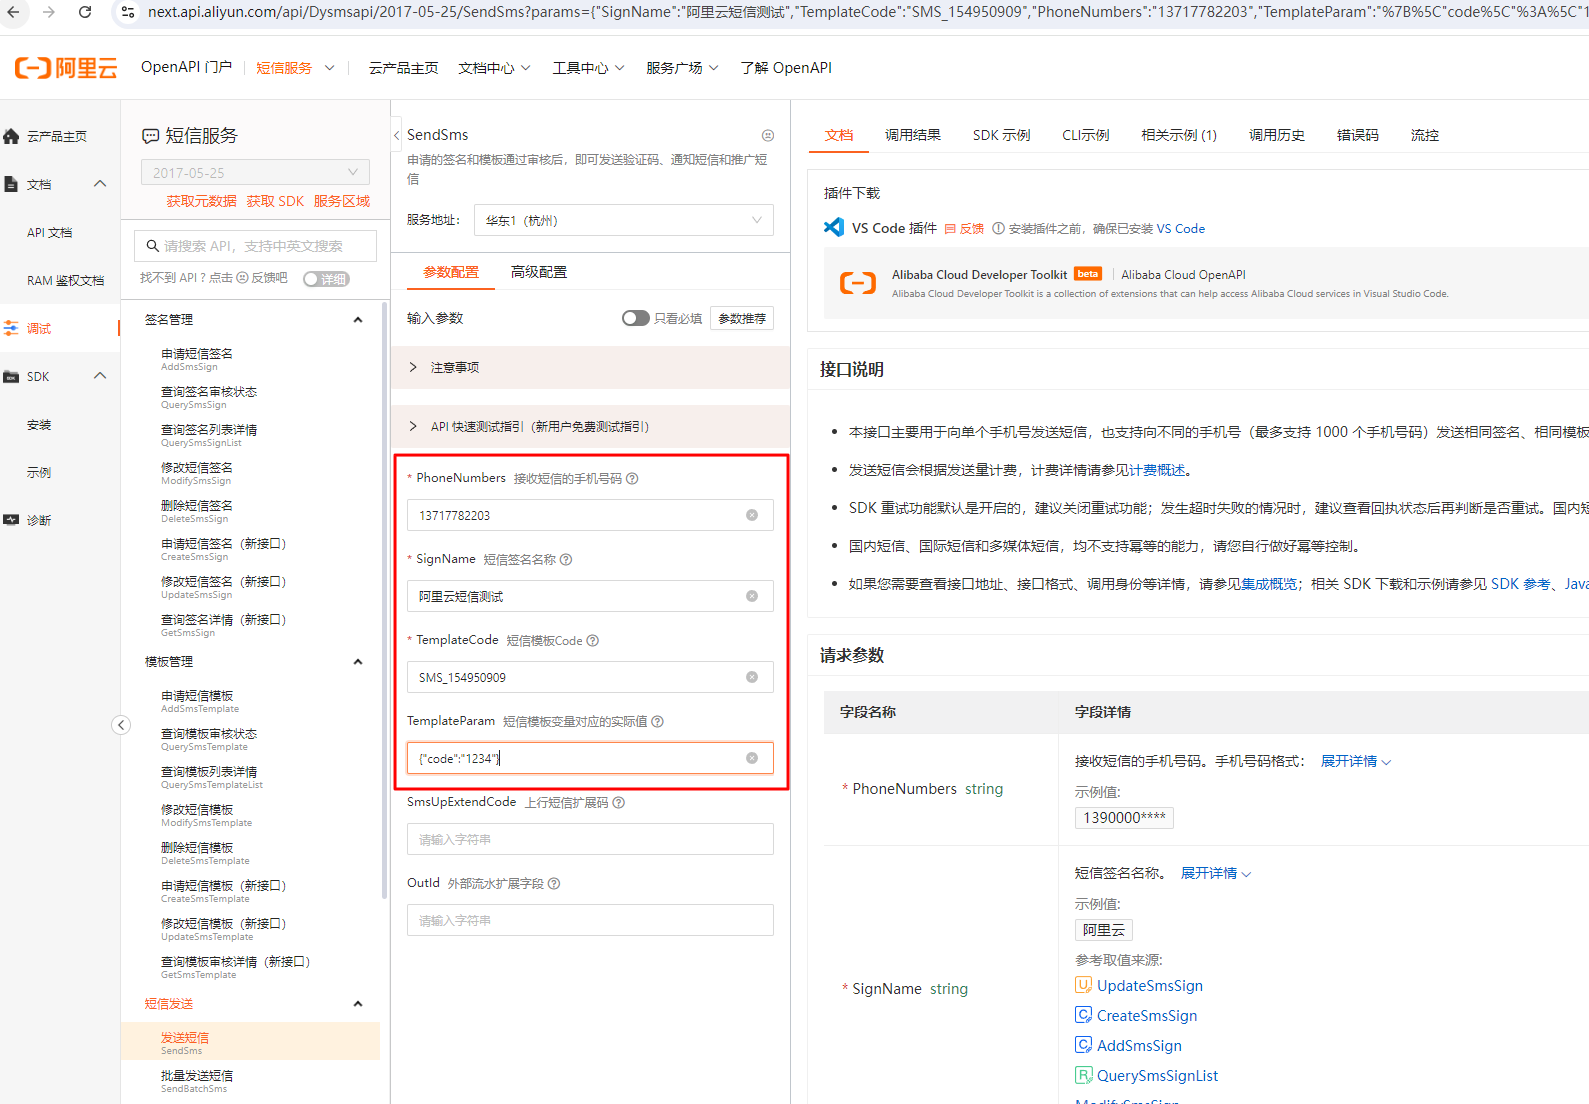 next.api.aliyun.com/api/Dysmsapi/2017-05-25/SendSms?params={"SignName":"阿里云短信测试","TemplateCode":"SMS_154950909","PhoneNumbers":"13717782203","TemplateParam":"%7B%5C"code%5C"%3A%5C"1
阿里云
OpenAPI 门户
短信服务
云产品主页
文档中心
工具中心
服务广场
了解 OpenAPI
云产品主页
文档
API 文档
RAM 鉴权文档
调试
SDK
安装
示例
诊断
短信服务
2017-05-25
获取元数据 获取 SDK 服务区域
请搜索 API，支持中英文搜索
找不到 API ? 点击 反馈吧
详细
签名管理
申请短信签名
AddSmsSign
查询签名审核状态
QuerySmsSign
查询签名列表详情
QuerySmsSignList
修改短信签名
ModifySmsSign
删除短信签名
DeleteSmsSign
申请短信签名（新接口）
CreateSmsSign
修改短信签名（新接口）
UpdateSmsSign
查询签名详情（新接口）
GetSmsSign
模板管理
申请短信模板
AddSmsTemplate
查询模板审核状态
QuerySmsTemplate
查询模板列表详情
QuerySmsTemplateList
修改短信模板
ModifySmsTemplate
删除短信模板
DeleteSmsTemplate
申请短信模板（新接口）
CreateSmsTemplate
修改短信模板（新接口）
UpdateSmsTemplate
查询模板审核详情（新接口）
GetSmsTemplate
短信发送
发送短信
SendSms
批量发送短信
SendBatchSms
SendSms
申请的签名和模板通过审核后，即可发送验证码、通知短信和推广短
信
服务地址：
华东1（杭州）
参数配置
高级配置
输入参数
只看必填
参数推荐
注意事项
API 快速测试指引（新用户免费测试指引）
* PhoneNumbers 接收短信的手机号码
13717782203
* SignName 短信签名名称
阿里云短信测试
* TemplateCode 短信模板Code
SMS_154950909
TemplateParam 短信模板变量对应的实际值
{"code":"1234"}
SmsUpExtendCode 上行短信扩展码
请输入字符串
OutId 外部流水扩展字段
请输入字符串
文档
调用结果
SDK 示例
CLI示例
相关示例 (1)
调用历史
错误码
流控
插件下载
VS Code 插件 反馈 安装插件之前，确保已安装 VS Code
Alibaba Cloud Developer Toolkit beta Alibaba Cloud OpenAPI
Alibaba Cloud Developer Toolkit is a collection of extensions that can help access Alibaba Cloud services in Visual Studio Code.
接口说明
本接口主要用于向单个手机号发送短信，也支持向不同的手机号（最多支持 1000 个手机号码）发送相同签名、相同模板
发送短信会根据发送量计费，计费详情请参见计费概述。
SDK 重试功能默认是开启的，建议关闭重试功能；发生超时失败的情况时，建议查看回执状态后再判断是否重试。国内短
国内短信、国际短信和多媒体短信，均不支持幂等的能力，请您自行做好幂等控制。
如果您需要查看接口地址、接口格式、调用身份等详情，请参见集成概览；相关 SDK 下载和示例请参见 SDK 参考、Java
请求参数
字段名称
字段详情
* PhoneNumbers string
接收短信的手机号码。手机号码格式： 展开详情
示例值:
1390000****
* SignName string
短信签名名称。 展开详情
示例值:
阿里云
参考取值来源:
UpdateSmsSign
CreateSmsSign
AddSmsSign
QuerySmsSignList
ModifySmsSign